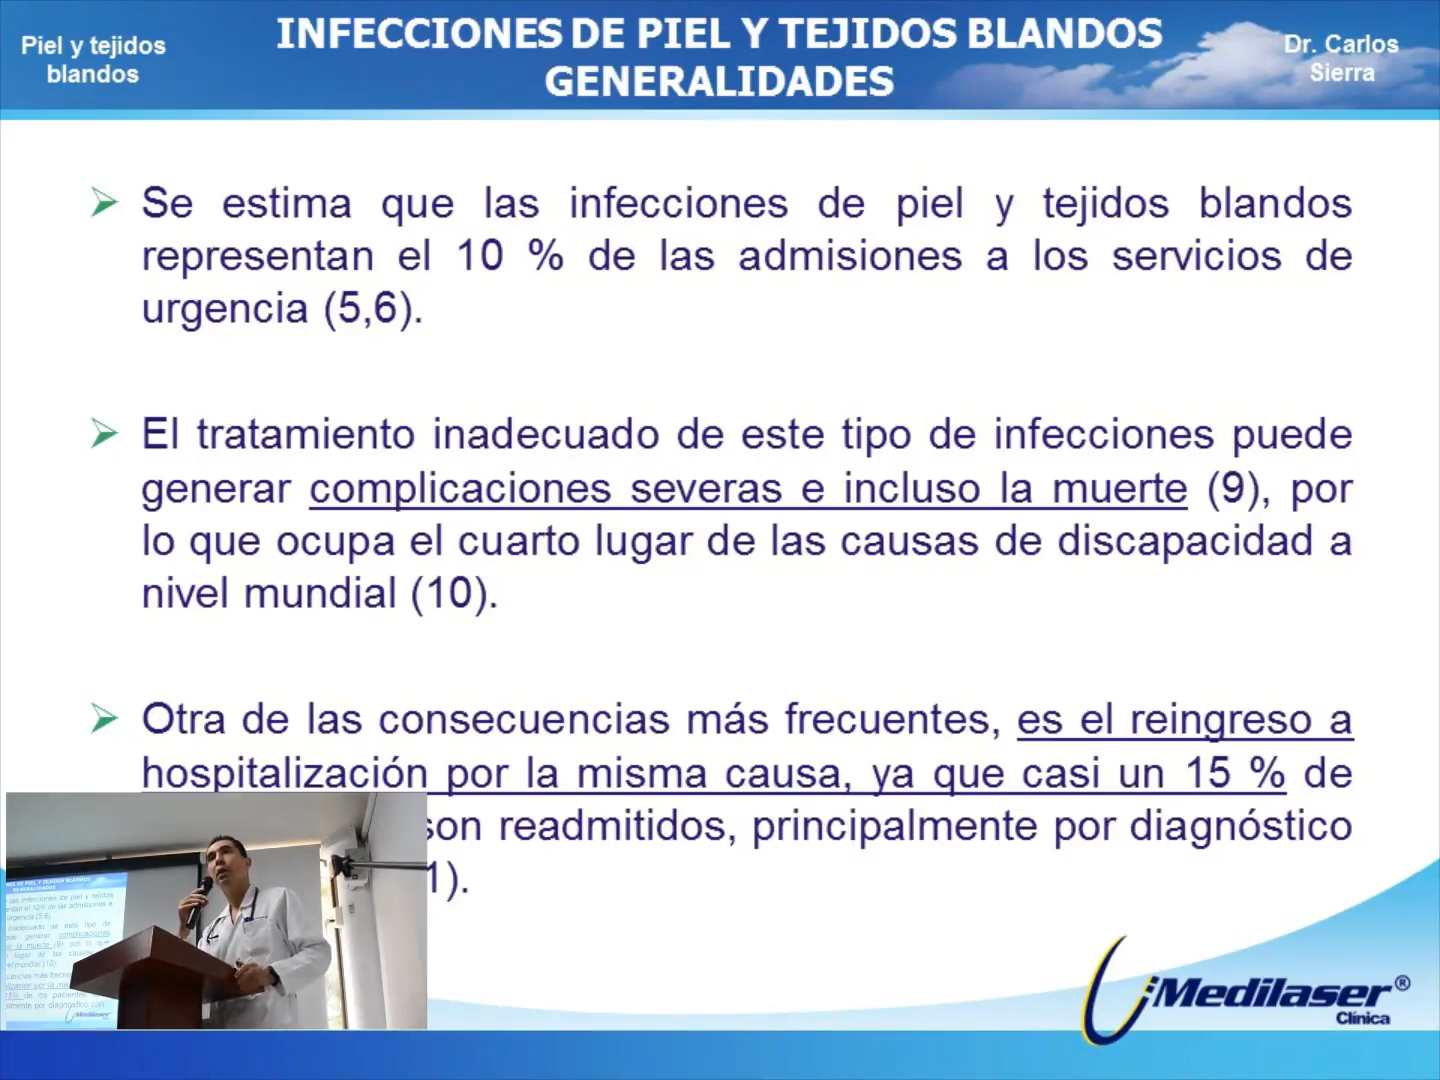 Piel y tejidos
blandos
INFECCIONES DE PIEL Y TEJIDOS BLANDOS
GENERALIDADES
Dr. Carlos
Sierra
Se estima que las infecciones de piel y tejidos blandos
representan el 10 % de las admisiones a los servicios de
urgencia (5,6).
El tratamiento inadecuado de este tipo de infecciones puede
generar complicaciones severas e incluso la muerte (9), por
lo que ocupa el cuarto lugar de las causas de discapacidad a
nivel mundial (10).
Otra de las consecuencias más frecuentes, es el reingreso a
hospitalización por la misma causa, ya que casi un 15 % de
son readmitidos, principalmente por diagnóstico
1).
Medilaser®
Clínica